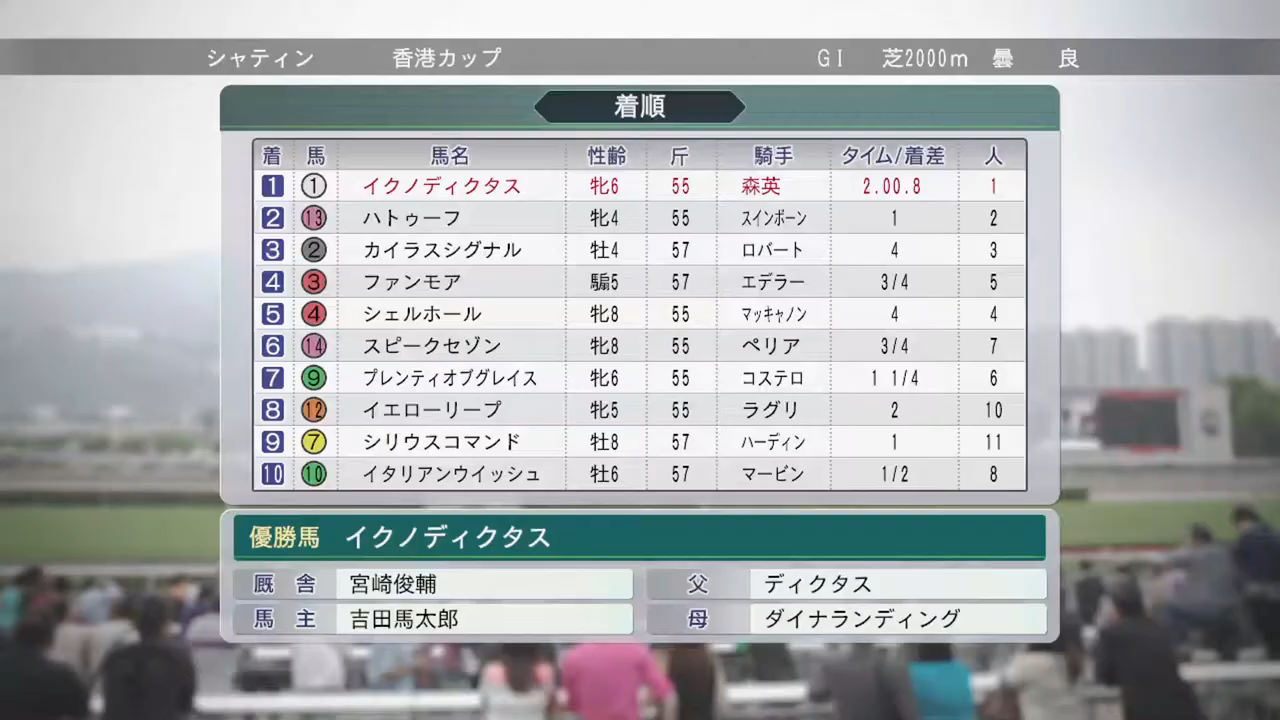 シャティン 香港カップ GⅠ 芝2000m 曇 良
着順
着 馬 馬名 性齢 斤 騎手 タイム/着差 人
1 1 イクノディクタス 牝6 55 森英 2.00.8 1
2 13 ハトゥーフ 牝4 55 スインボーン 1 2
3 2 カイラスシグナル 牡4 57 ロバート 4 3
4 3 ファンモア 騸5 57 エデラー 3/4 5
5 4 シェルホール 牝8 55 マッキャノン 4 4
6 14 スピークセゾン 牝8 55 ペリア 3/4 7
7 9 プレンティオブグレイス 牝6 55 コステロ 1 1/4 6
8 12 イエローリープ 牝5 55 ラグリ 2 10
9 7 シリウスコマンド 牡8 57 ハーディン 1 11
10 10 イタリアンウイッシュ 牡6 57 マービン 1/2 8
優勝馬 イクノディクタス
厩舎 宮崎俊輔 父 ディクタス
馬主 吉田馬太郎 母 ダイナランディング